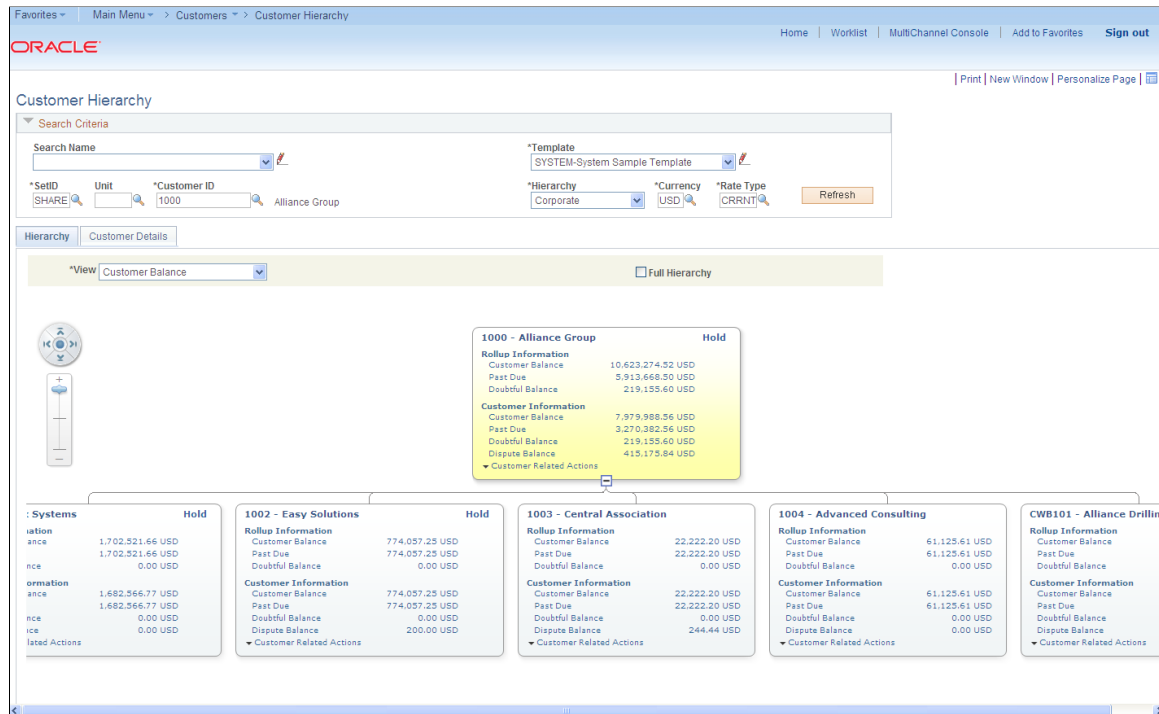 Favorites Main Menu > Customers > Customer Hierarchy
Home | Worklist | MultiChannel Console | Add to Favorites Sign out
ORACLE
| Print | New Window | Personalize Page |
Customer Hierarchy
Search Criteria
Search Name *Template
SYSTEM-System Sample Template
*SetID Unit *Customer ID *Hierarchy *Currency *Rate Type
SHARE 1000 Alliance Group Corporate USD CRRNT Refresh
Hierarchy Customer Details
*View Customer Balance Full Hierarchy
1000 - Alliance Group Hold
Rollup Information
Customer Balance 10,623,274.52 USD
Past Due 5,913,668.50 USD
Doubtful Balance 219,155.60 USD
Customer Information
Customer Balance 7,979,988.56 USD
Past Due 3,270,382.56 USD
Doubtful Balance 219,155.60 USD
Dispute Balance 415,175.84 USD
Customer Related Actions
Systems Hold
mation
ance 1,702,521.66 USD
1,702,521.66 USD
nce 0.00 USD
ormation
ance 1,682,566.77 USD
1,682,566.77 USD
nce 0.00 USD
ce 0.00 USD
lated Actions
1002 - Easy Solutions Hold
Rollup Information
Customer Balance 774,057.25 USD
Past Due 774,057.25 USD
Doubtful Balance 0.00 USD
Customer Information
Customer Balance 774,057.25 USD
Past Due 774,057.25 USD
Doubtful Balance 0.00 USD
Dispute Balance 200.00 USD
Customer Related Actions
1003 - Central Association
Rollup Information
Customer Balance 22,222.20 USD
Past Due 22,222.20 USD
Doubtful Balance 0.00 USD
Customer Information
Customer Balance 22,222.20 USD
Past Due 22,222.20 USD
Doubtful Balance 0.00 USD
Dispute Balance 244.44 USD
Customer Related Actions
1004 - Advanced Consulting
Rollup Information
Customer Balance 61,125.61 USD
Past Due 61,125.61 USD
Doubtful Balance 0.00 USD
Customer Information
Customer Balance 61,125.61 USD
Past Due 61,125.61 USD
Doubtful Balance 0.00 USD
Dispute Balance 0.00 USD
Customer Related Actions
CWB101 - Alliance Drillin
Rollup Information
Customer Balance
Past Due
Doubtful Balance
Customer Information
Customer Balance
Past Due
Doubtful Balance
Dispute Balance
Customer Related Actions